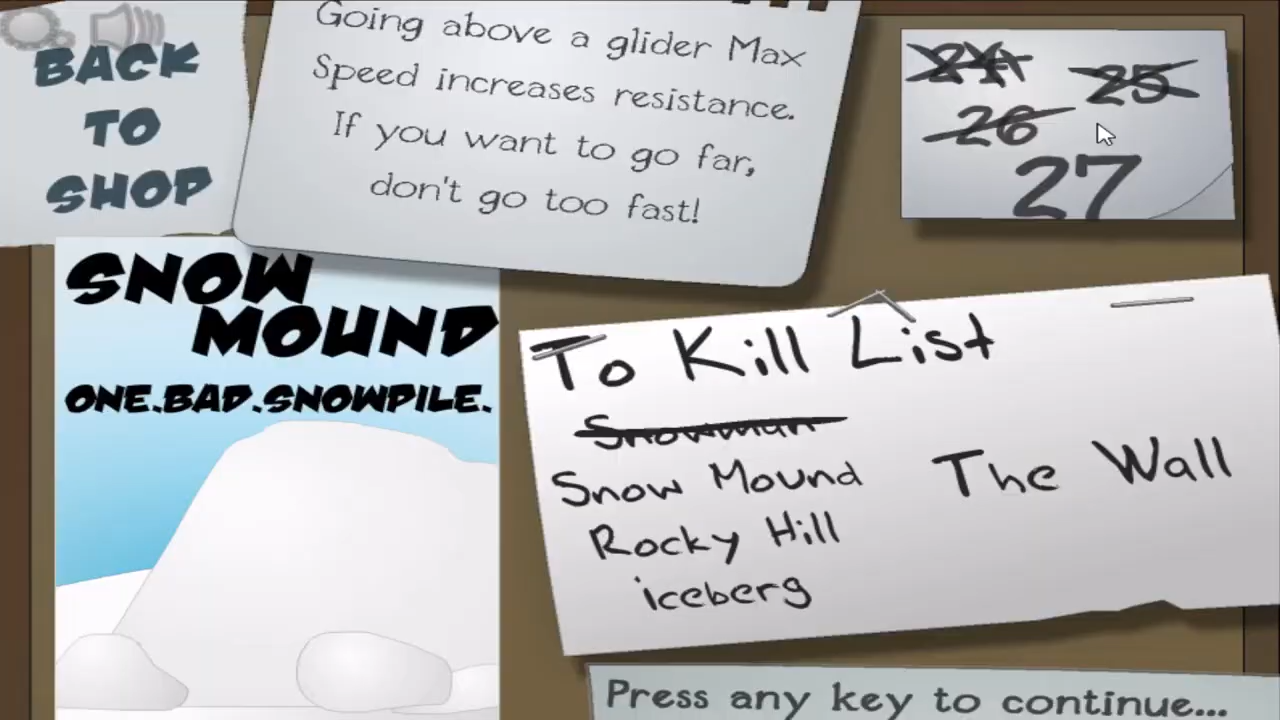 BACK
TO
SHOP
Going above a glider Max
Speed increases resistance.
If you want to go far,
don't go too fast!
24
25
26
27
SNOW
MOUND
ONE.BAD.SNOWPILE.
To Kill List
Snowman
Snow Mound
Rocky Hill
iceberg
The Wall
Press any key to continue...